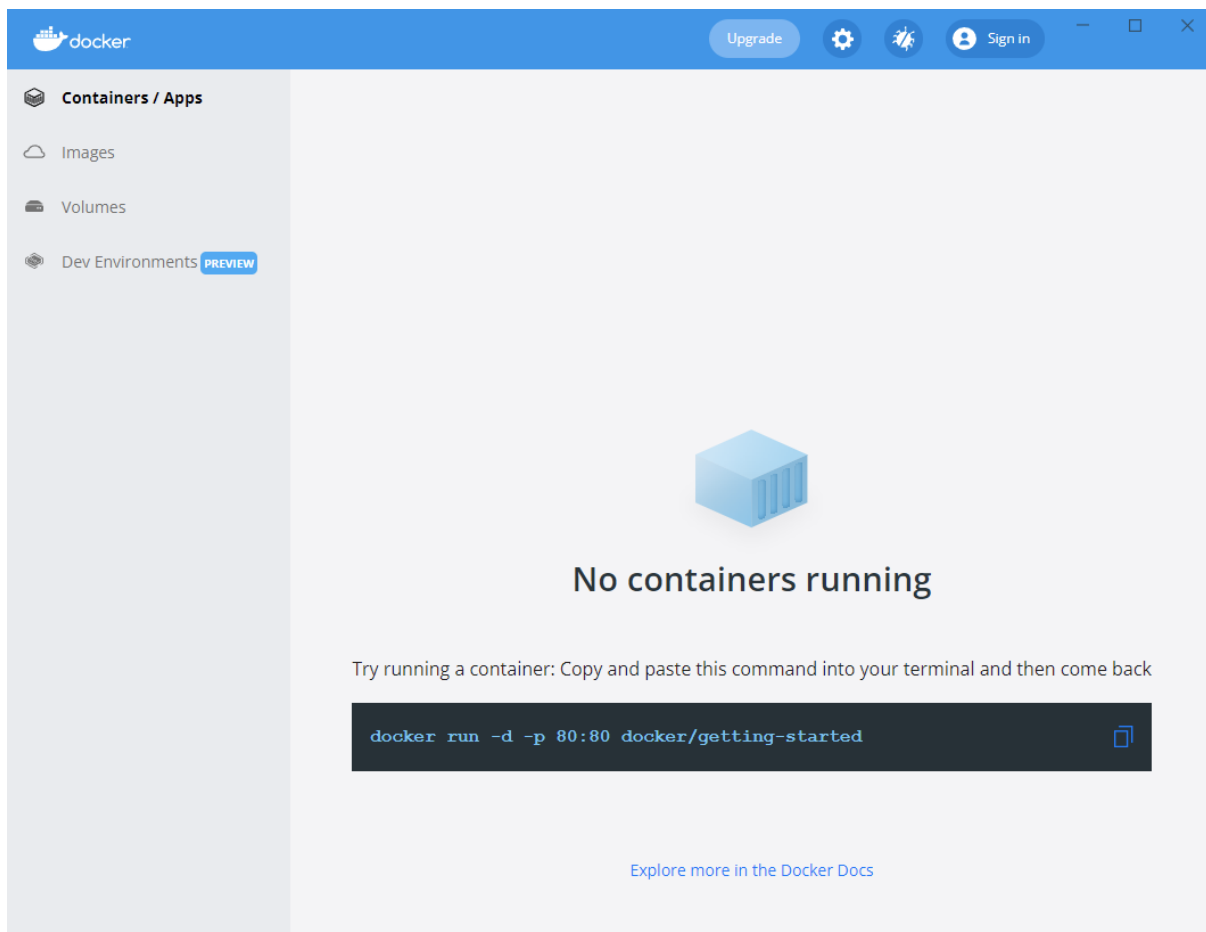 docker
Upgrade
Sign in
Containers / Apps
Images
Volumes
Dev Environments PREVIEW
No containers running
Try running a container: Copy and paste this command into your terminal and then come back
docker run -d -p 80:80 docker/getting-started
Explore more in the Docker Docs